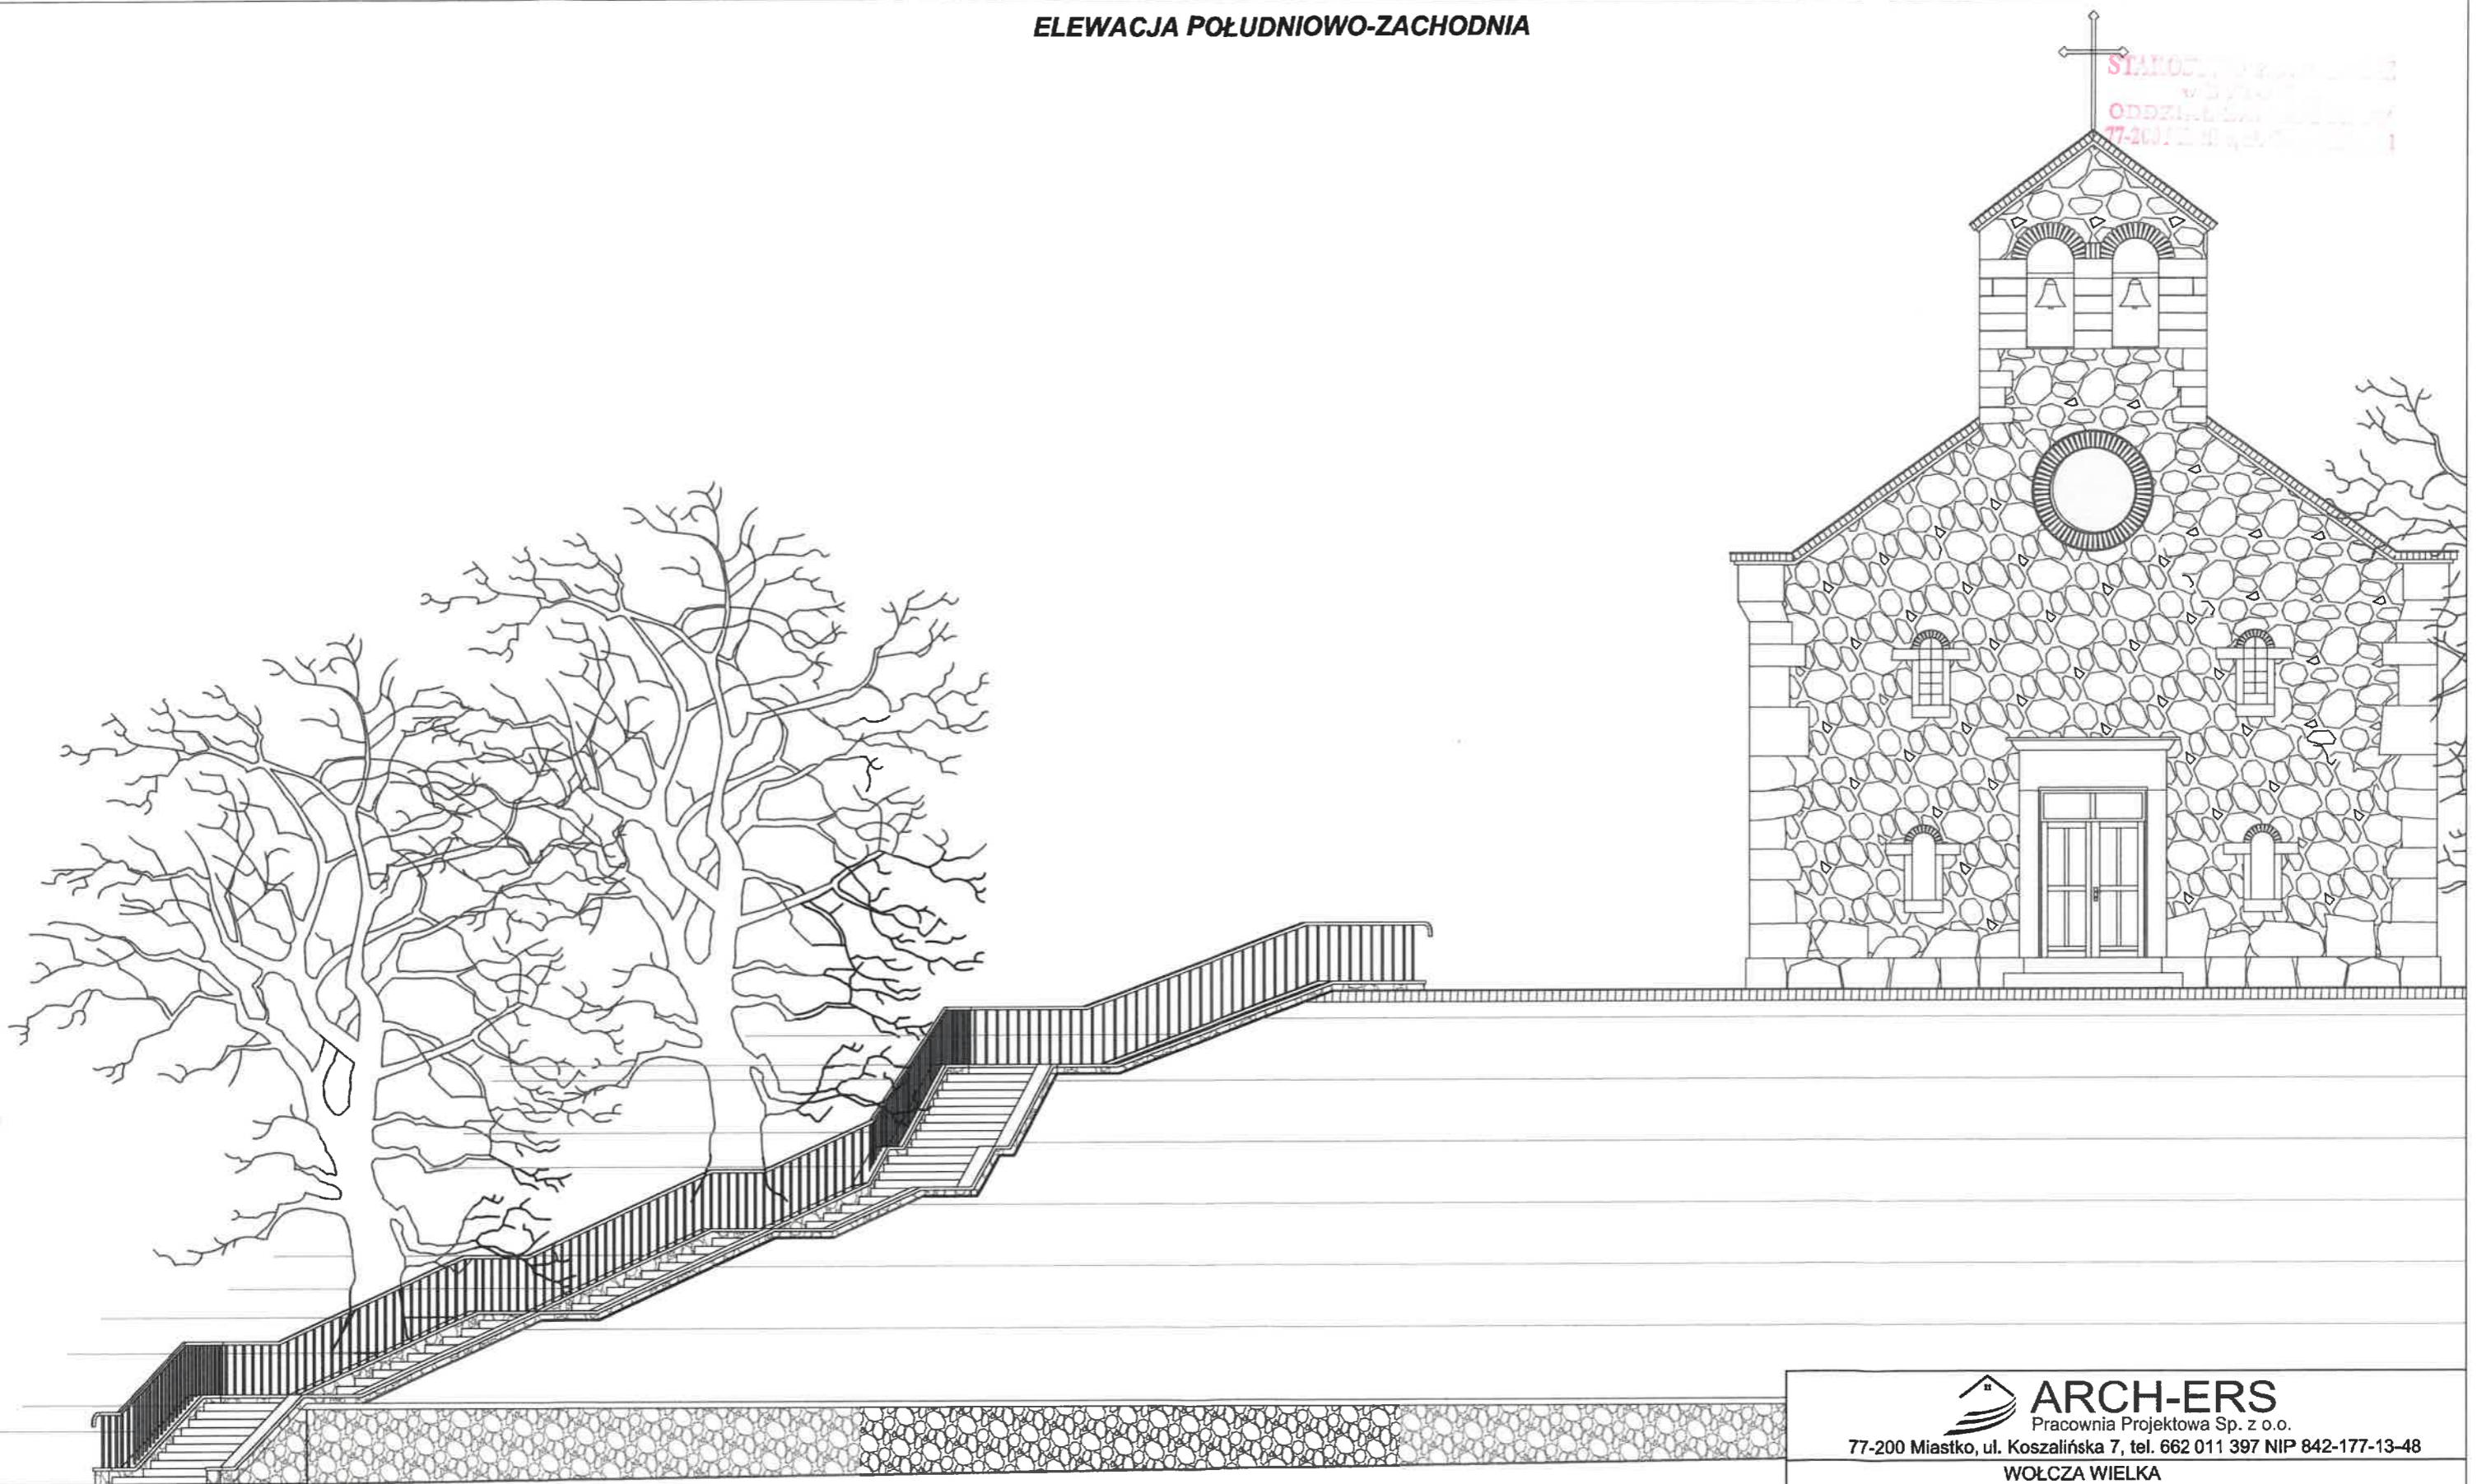 ELEWACJA POŁUDNIOWO-ZACHODNIA
ARCH-ERS
Pracownia Projektowa Sp. z o.o.
77-200 Miastko, ul. Koszalińska 7, tel. 662 011 397 NIP 842-177-13-48
WOŁCZA WIELKA